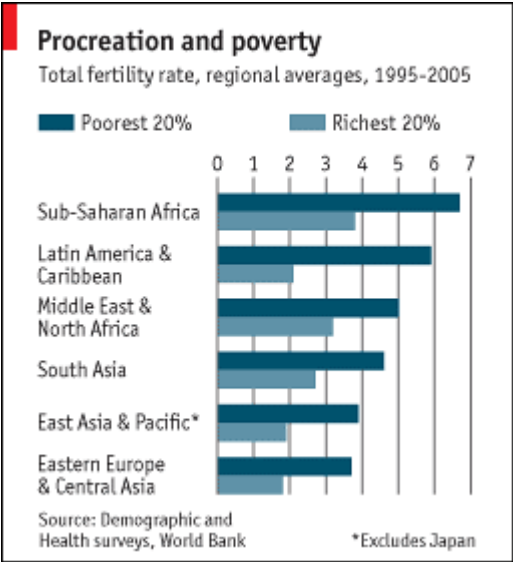 Procreation and poverty
Total fertility rate, regional averages, 1995-2005
Poorest 20% Richest 20%
0 1 2 3 4 5 6 7
Sub-Saharan Africa
Latin America &
Caribbean
Middle East &
North Africa
South Asia
East Asia & Pacific*
Eastern Europe
& Central Asia
Source: Demographic and
Health surveys, World Bank *Excludes Japan